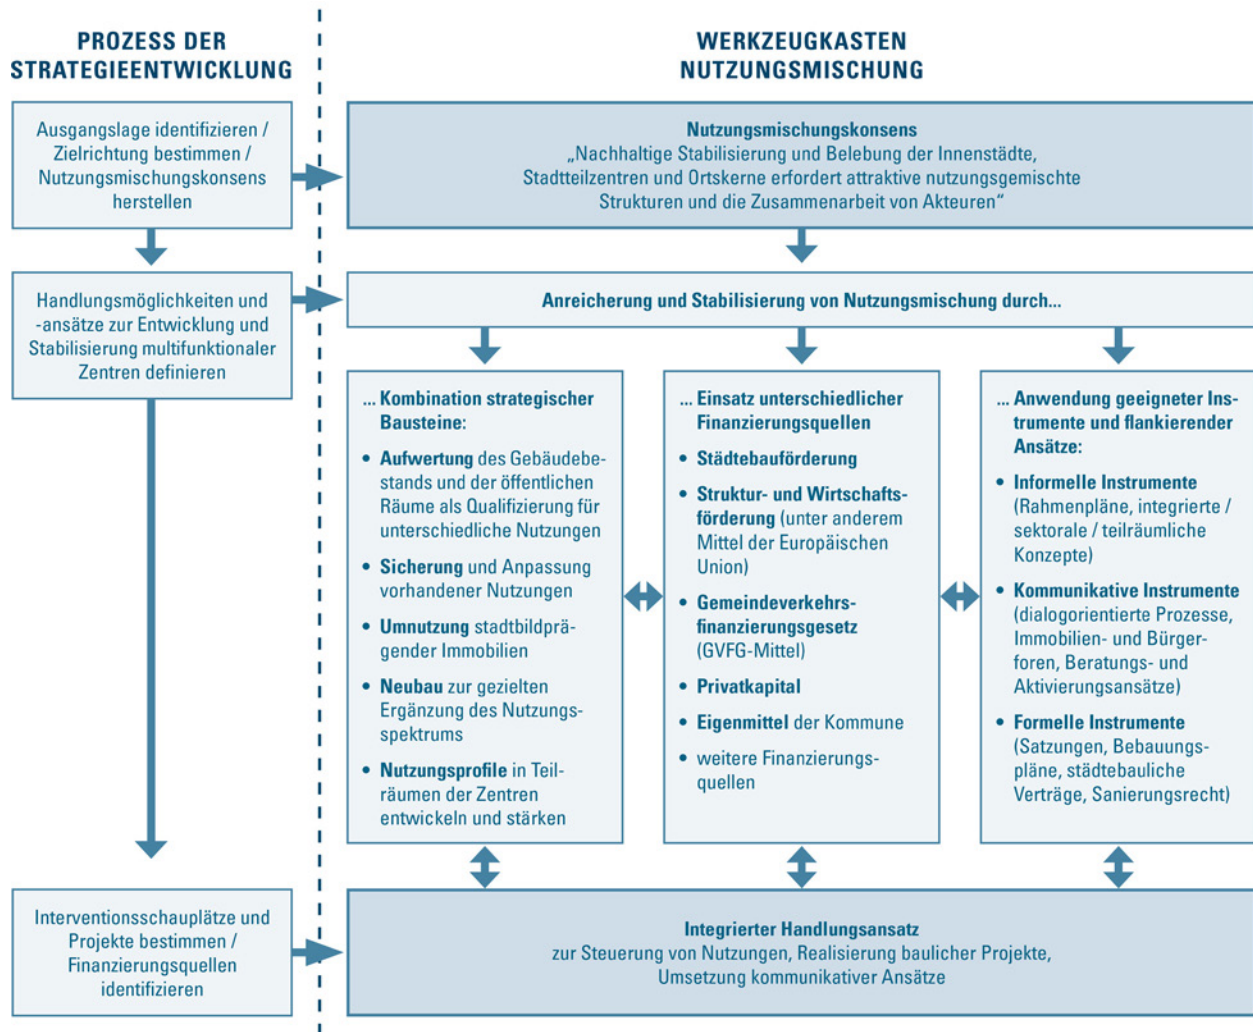 PROZESS DER
STRATEGIEENTWICKLUNG
Ausgangslage identifizieren /
Zielrichtung bestimmen /
Nutzungsmischungskonsens
herstellen
Handlungsmöglichkeiten und
-ansätze zur Entwicklung und
Stabilisierung multifunktionaler
Zentren definieren
Interventionsschauplätze und
Projekte bestimmen /
Finanzierungsquellen
identifizieren
WERKZEUGKASTEN
NUTZUNGSMISCHUNG
Nutzungsmischungskonsens
„Nachhaltige Stabilisierung und Belebung der Innenstädte,
Stadtteilzentren und Ortskerne erfordert attraktive nutzungsgemischte
Strukturen und die Zusammenarbeit von Akteuren“
Anreicherung und Stabilisierung von Nutzungsmischung durch...
... Kombination strategischer
Bausteine:
• Aufwertung des Gebäudebe-
stands und der öffentlichen
Räume als Qualifizierung für
unterschiedliche Nutzungen
• Sicherung und Anpassung
vorhandener Nutzungen
• Umnutzung stadtbildprä-
gender Immobilien
• Neubau zur gezielten
Ergänzung des Nutzungs-
spektrums
• Nutzungsprofile in Teil-
räumen der Zentren
entwickeln und stärken
... Einsatz unterschiedlicher
Finanzierungsquellen
• Städtebauförderung
• Struktur- und Wirtschafts-
förderung (unter anderem
Mittel der Europäischen
Union)
• Gemeindeverkehrs-
finanzierungsgesetz
(GVFG-Mittel)
• Privatkapital
• Eigenmittel der Kommune
• weitere Finanzierungs-
quellen
... Anwendung geeigneter Ins-
trumente und flankierender
Ansätze:
• Informelle Instrumente
(Rahmenpläne, integrierte /
sektorale / teilräumliche
Konzepte)
• Kommunikative Instrumente
(dialogorientierte Prozesse,
Immobilien- und Bürger-
foren, Beratungs- und
Aktivierungsansätze)
• Formelle Instrumente
(Satzungen, Bebauungs-
pläne, städtebauliche
Verträge, Sanierungsrecht)
Integrierter Handlungsansatz
zur Steuerung von Nutzungen, Realisierung baulicher Projekte,
Umsetzung kommunikativer Ansätze